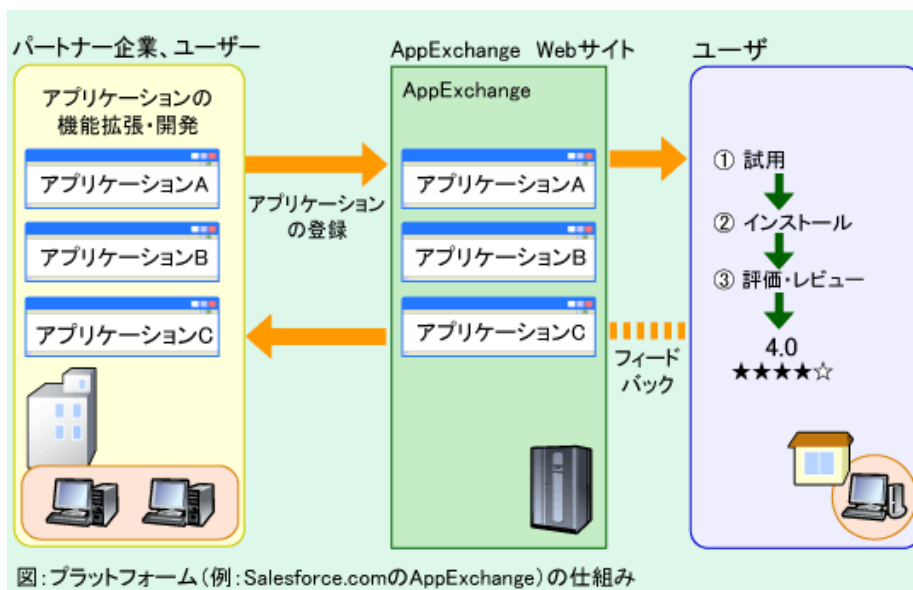 パートナー企業、ユーザー
アプリケーションの
機能拡張・開発
アプリケーションA
アプリケーションB
アプリケーションC
アプリケーション
の登録
AppExchange Webサイト
AppExchange
アプリケーションA
アプリケーションB
アプリケーションC
フィード
バック
ユーザ
① 試用
② インストール
③ 評価・レビュー
4.0
★★★★☆
図:プラットフォーム(例:Salesforce.comのAppExchange)の仕組み